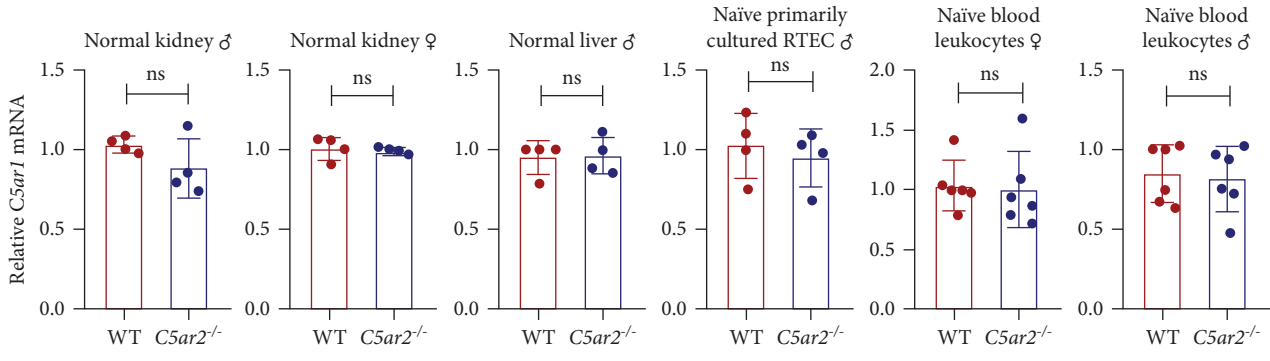 Relative C5ar1 mRNA
Normal kidney ♂
ns
1.5
1.0
0.5
0.0
WT C5ar2-/-
Normal kidney ♀
ns
1.5
1.0
0.5
0.0
WT C5ar2-/-
Normal liver ♂
ns
1.5
1.0
0.5
0.0
WT C5ar2-/-
Naïve primarily
cultured RTEC ♂
ns
1.5
1.0
0.5
0.0
WT C5ar2-/-
Naïve blood
leukocytes ♀
ns
2.0
1.5
1.0
0.5
0.0
WT C5ar2-/-
Naïve blood
leukocytes ♂
ns
1.5
1.0
0.5
0.0
WT C5ar2-/-